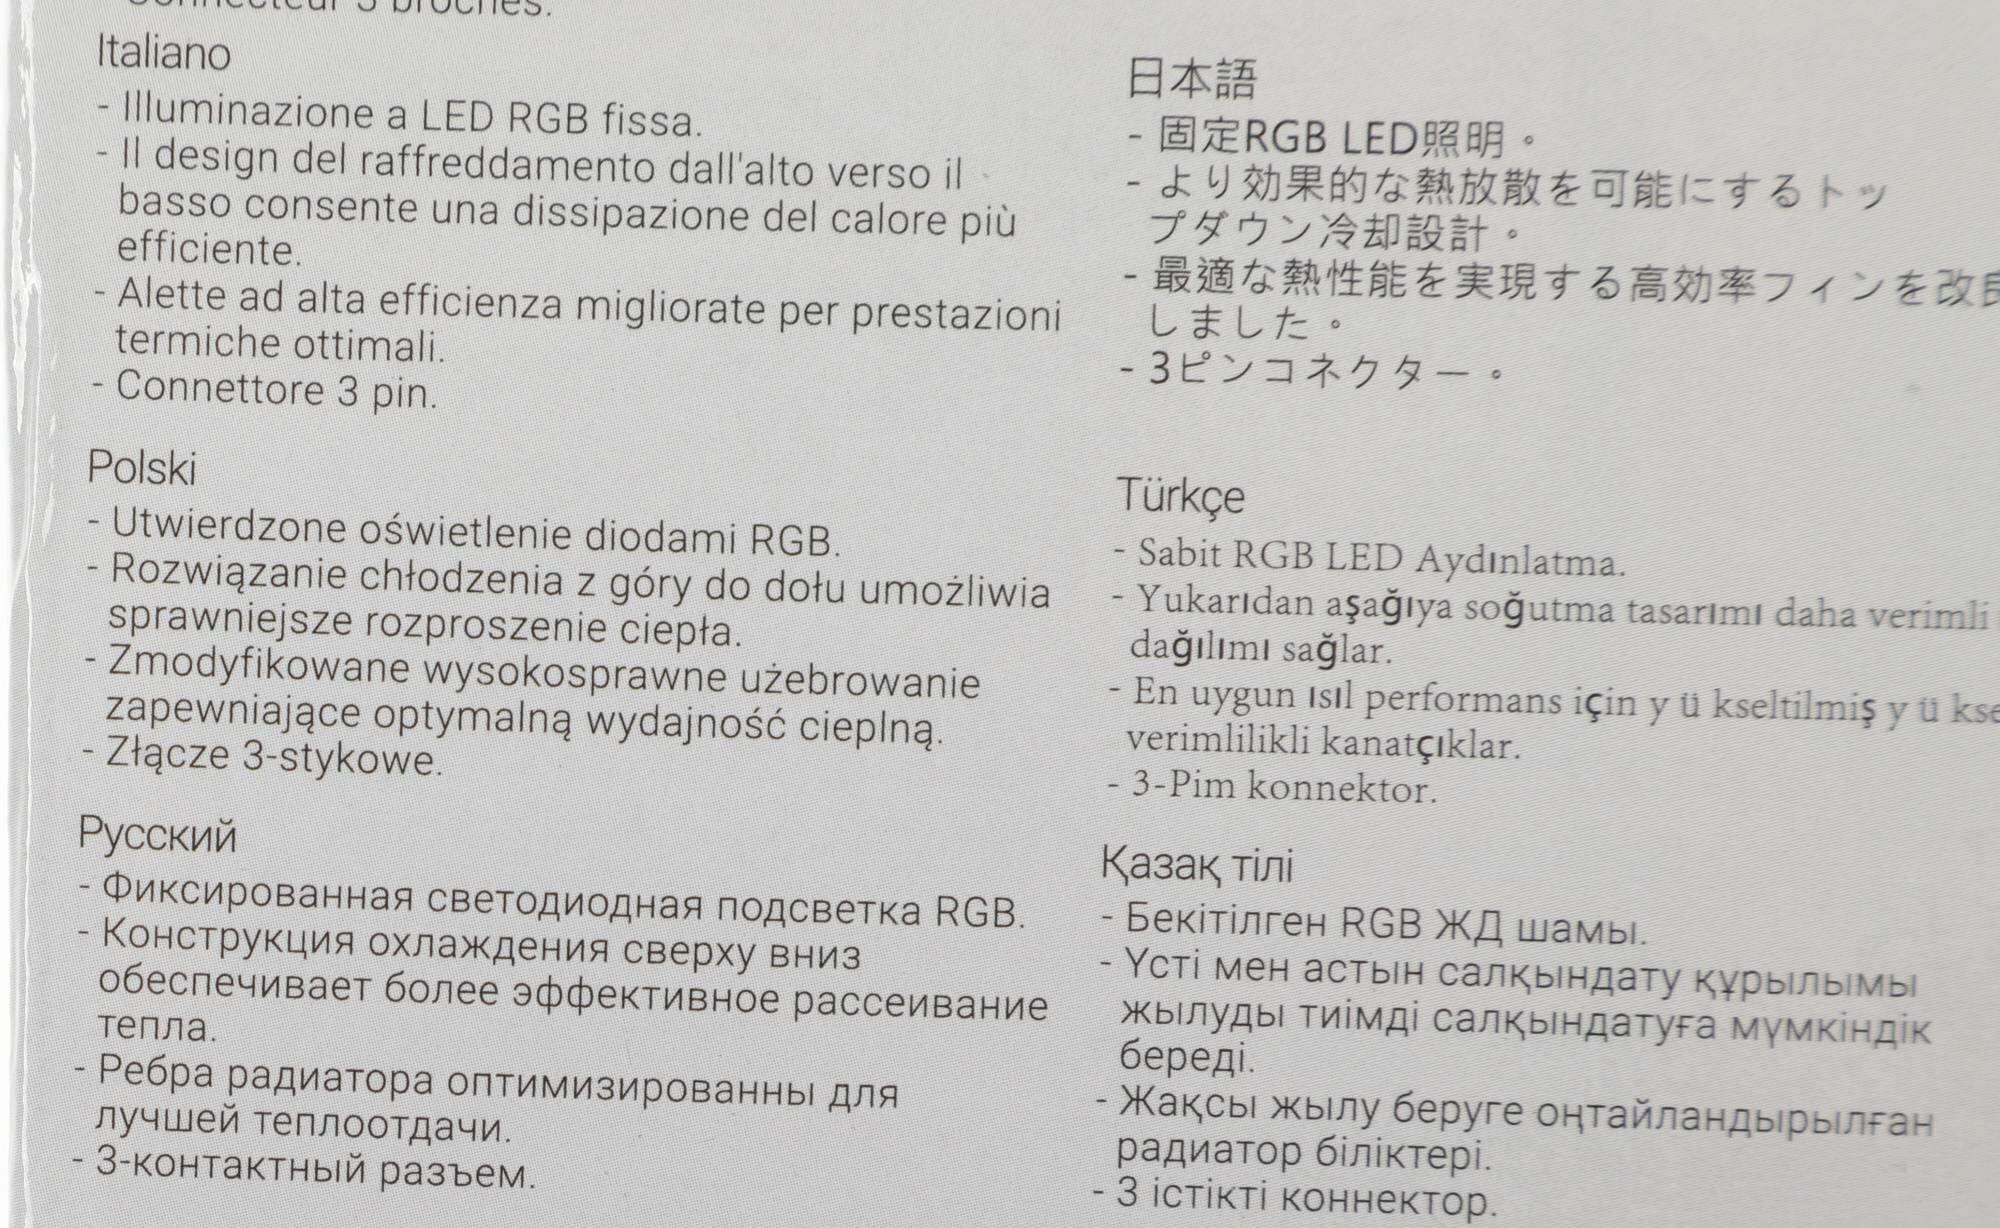 Connecteur 3 broches.
Italiano
- Illuminazione a LED RGB fissa.
- Il design del raffreddamento dall'alto verso il
basso consente una dissipazione del calore più
efficiente.
- Alette ad alta efficienza migliorate per prestazioni
termiche ottimali.
- Connettore 3 pin.
Polski
- Utwierdzone oświetlenie diodami RGB.
- Rozwiązanie chłodzenia z góry do dołu umożliwia
sprawniejsze rozproszenie ciepła.
- Zmodyfikowane wysokosprawne użebrowanie
zapewniające optymalną wydajność cieplną.
- Złącze 3-stykowe.
Русский
- Фиксированная светодиодная подсветка RGB.
- Конструкция охлаждения сверху вниз
обеспечивает более эффективное рассеивание
тепла.
- Ребра радиатора оптимизированны для
лучшей теплоотдачи.
- 3-контактный разъем.
日本語
- 固定RGB LED照明。
- より効果的な熱放散を可能にするトッ
プダウン冷却設計。
- 最適な熱性能を実現する高効率フィンを改良
しました。
- 3ピンコネクター。
Türkçe
- Sabit RGB LED Aydınlatma.
- Yukarıdan aşağıya soğutma tasarımı daha verimli
dağılımı sağlar.
- En uygun ısıl performans için y ü kseltilmiş y ü kse
verimlilikli kanatçıklar.
- 3-Pim konnektor.
Қазақ тілі
- Бекітілген RGB ЖД шамы.
- Үсті мен астын салқындату құрылымы
жылуды тиімді салқындатуға мүмкіндік
береді.
- Жақсы жылу беруге оңтайландырылған
радиатор біліктері.
- 3 істікті коннектор.